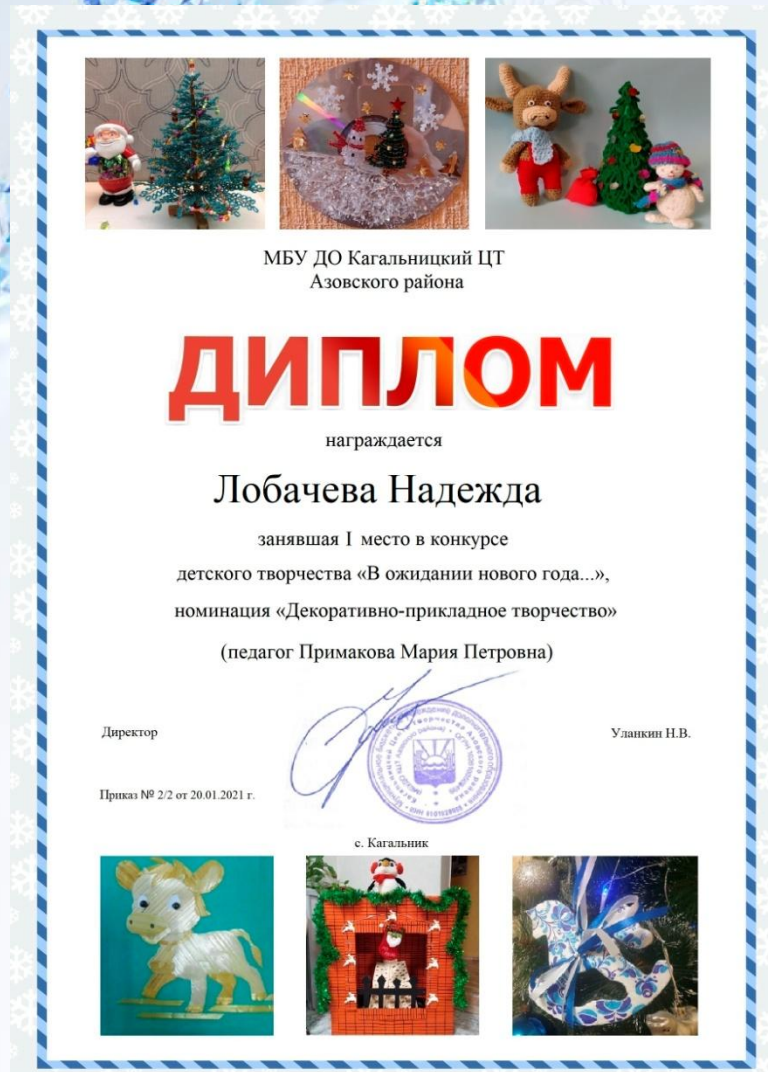 МБУ ДО Кагальницкий ЦТ
Азовского района
ДИПЛОМ
награждается
Лобачева Надежда
занявшая I место в конкурсе
детского творчества «В ожидании нового года...»,
номинация «Декоративно-прикладное творчество»
(педагог Примакова Мария Петровна)
Директор
Уланкин Н.В.
Приказ № 2/2 от 20.01.2021 г.
с. Кагальник